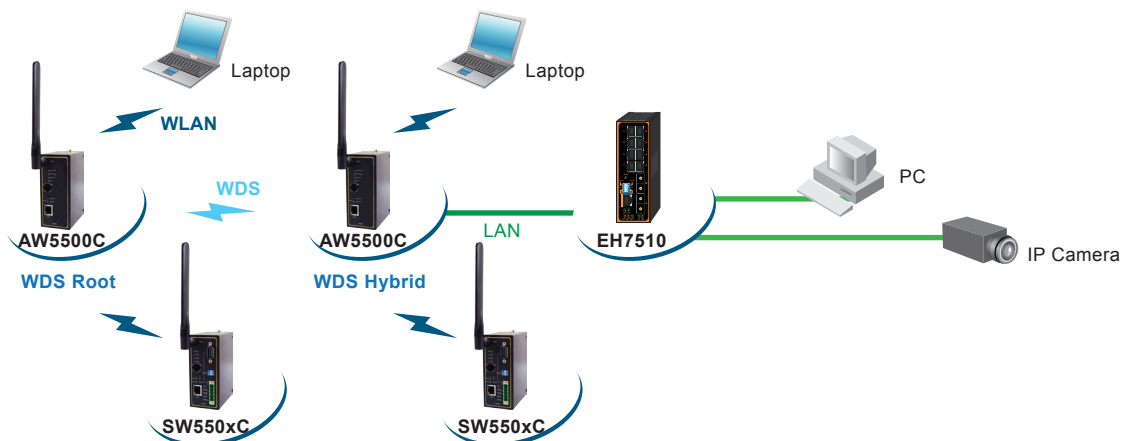 Laptop
Laptop
WLAN
PC
WDS
AW5500C
AW5500C
LAN
EH7510
IP Camera
WDS Root
WDS Hybrid
SW550xC
SW550xC